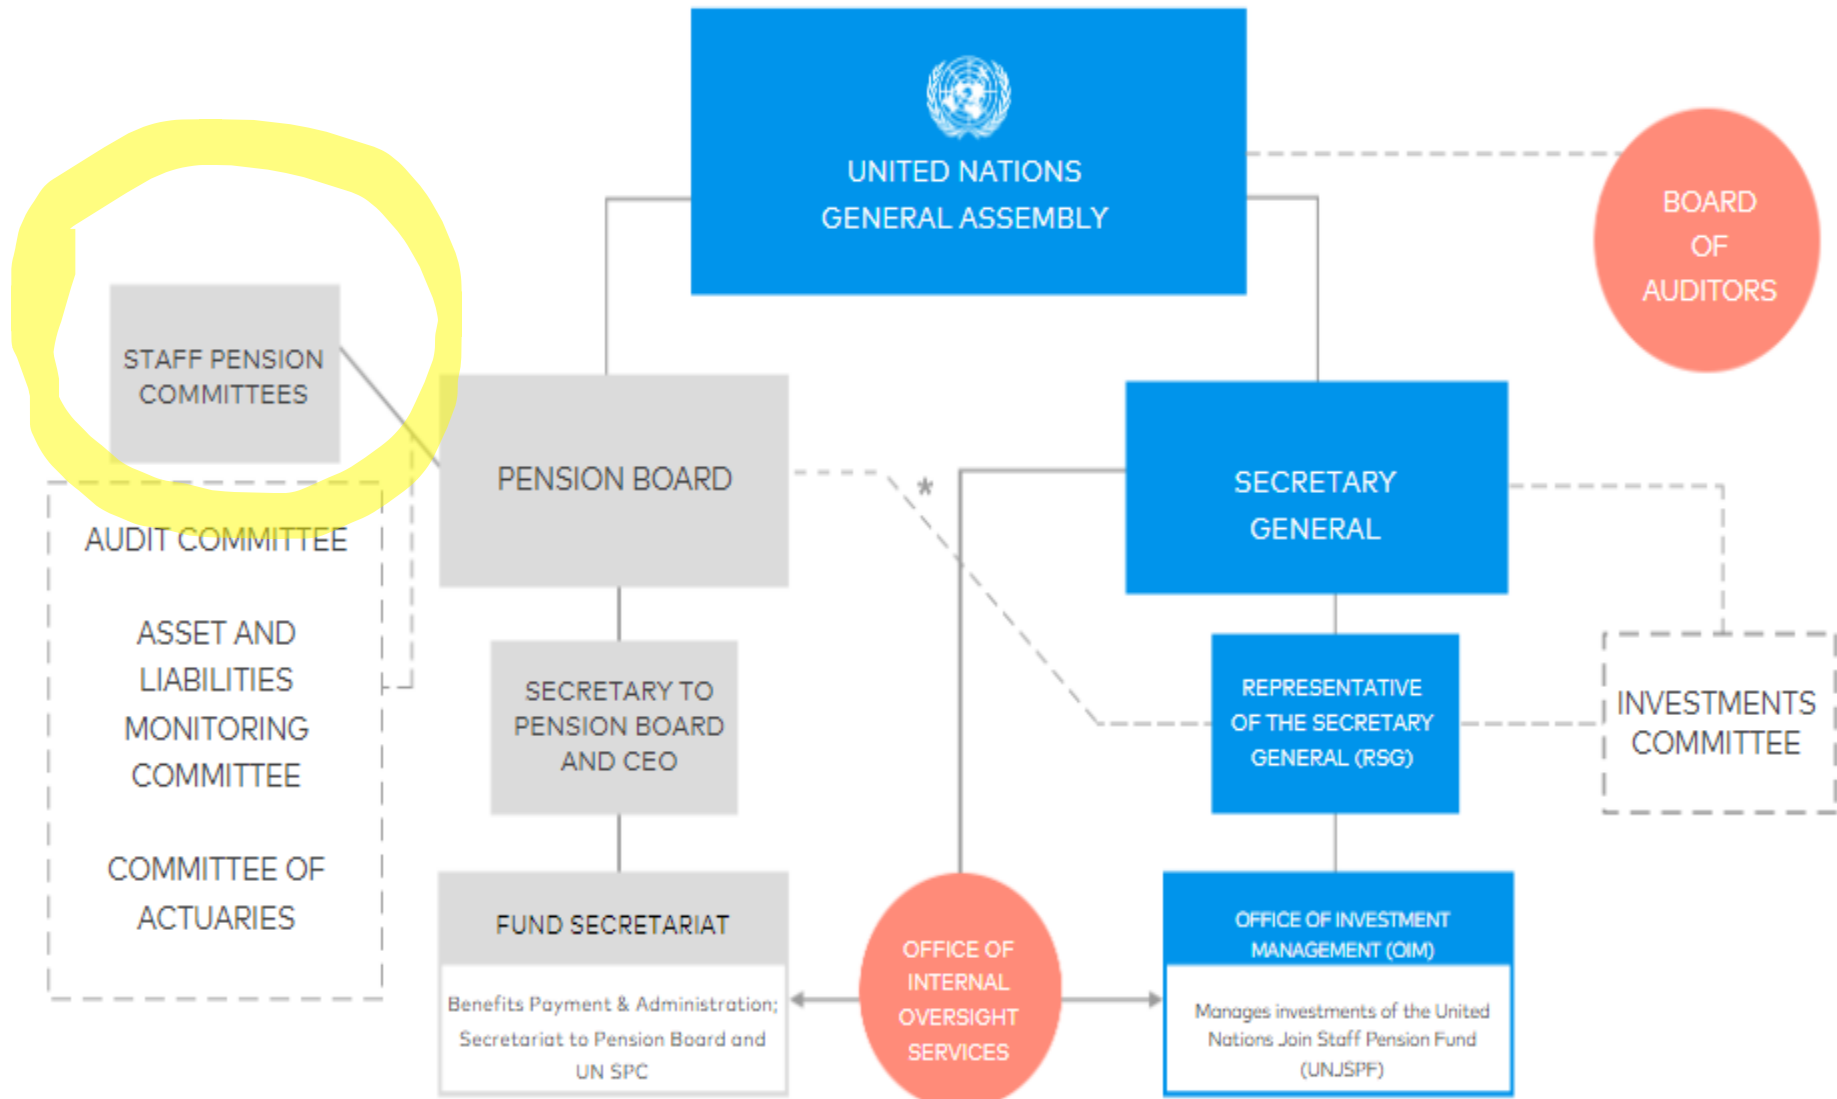 UNITED NATIONS
GENERAL ASSEMBLY
BOARD
OF
AUDITORS
STAFF PENSION
COMMITTEES
PENSION BOARD
*
SECRETARY
GENERAL
AUDIT COMMITTEE
ASSET AND
LIABILITIES
MONITORING
COMMITTEE
COMMITTEE OF
ACTUARIES
SECRETARY TO
PENSION BOARD
AND CEO
REPRESENTATIVE
OF THE SECRETARY
GENERAL (RSG)
INVESTMENTS
COMMITTEE
FUND SECRETARIAT
Benefits Payment & Administration;
Secretariat to Pension Board and
UN SPC
OFFICE OF
INTERNAL
OVERSIGHT
SERVICES
OFFICE OF INVESTMENT
MANAGEMENT (OIM)
Manages investments of the United
Nations Join Staff Pension Fund
(UNJSPF)